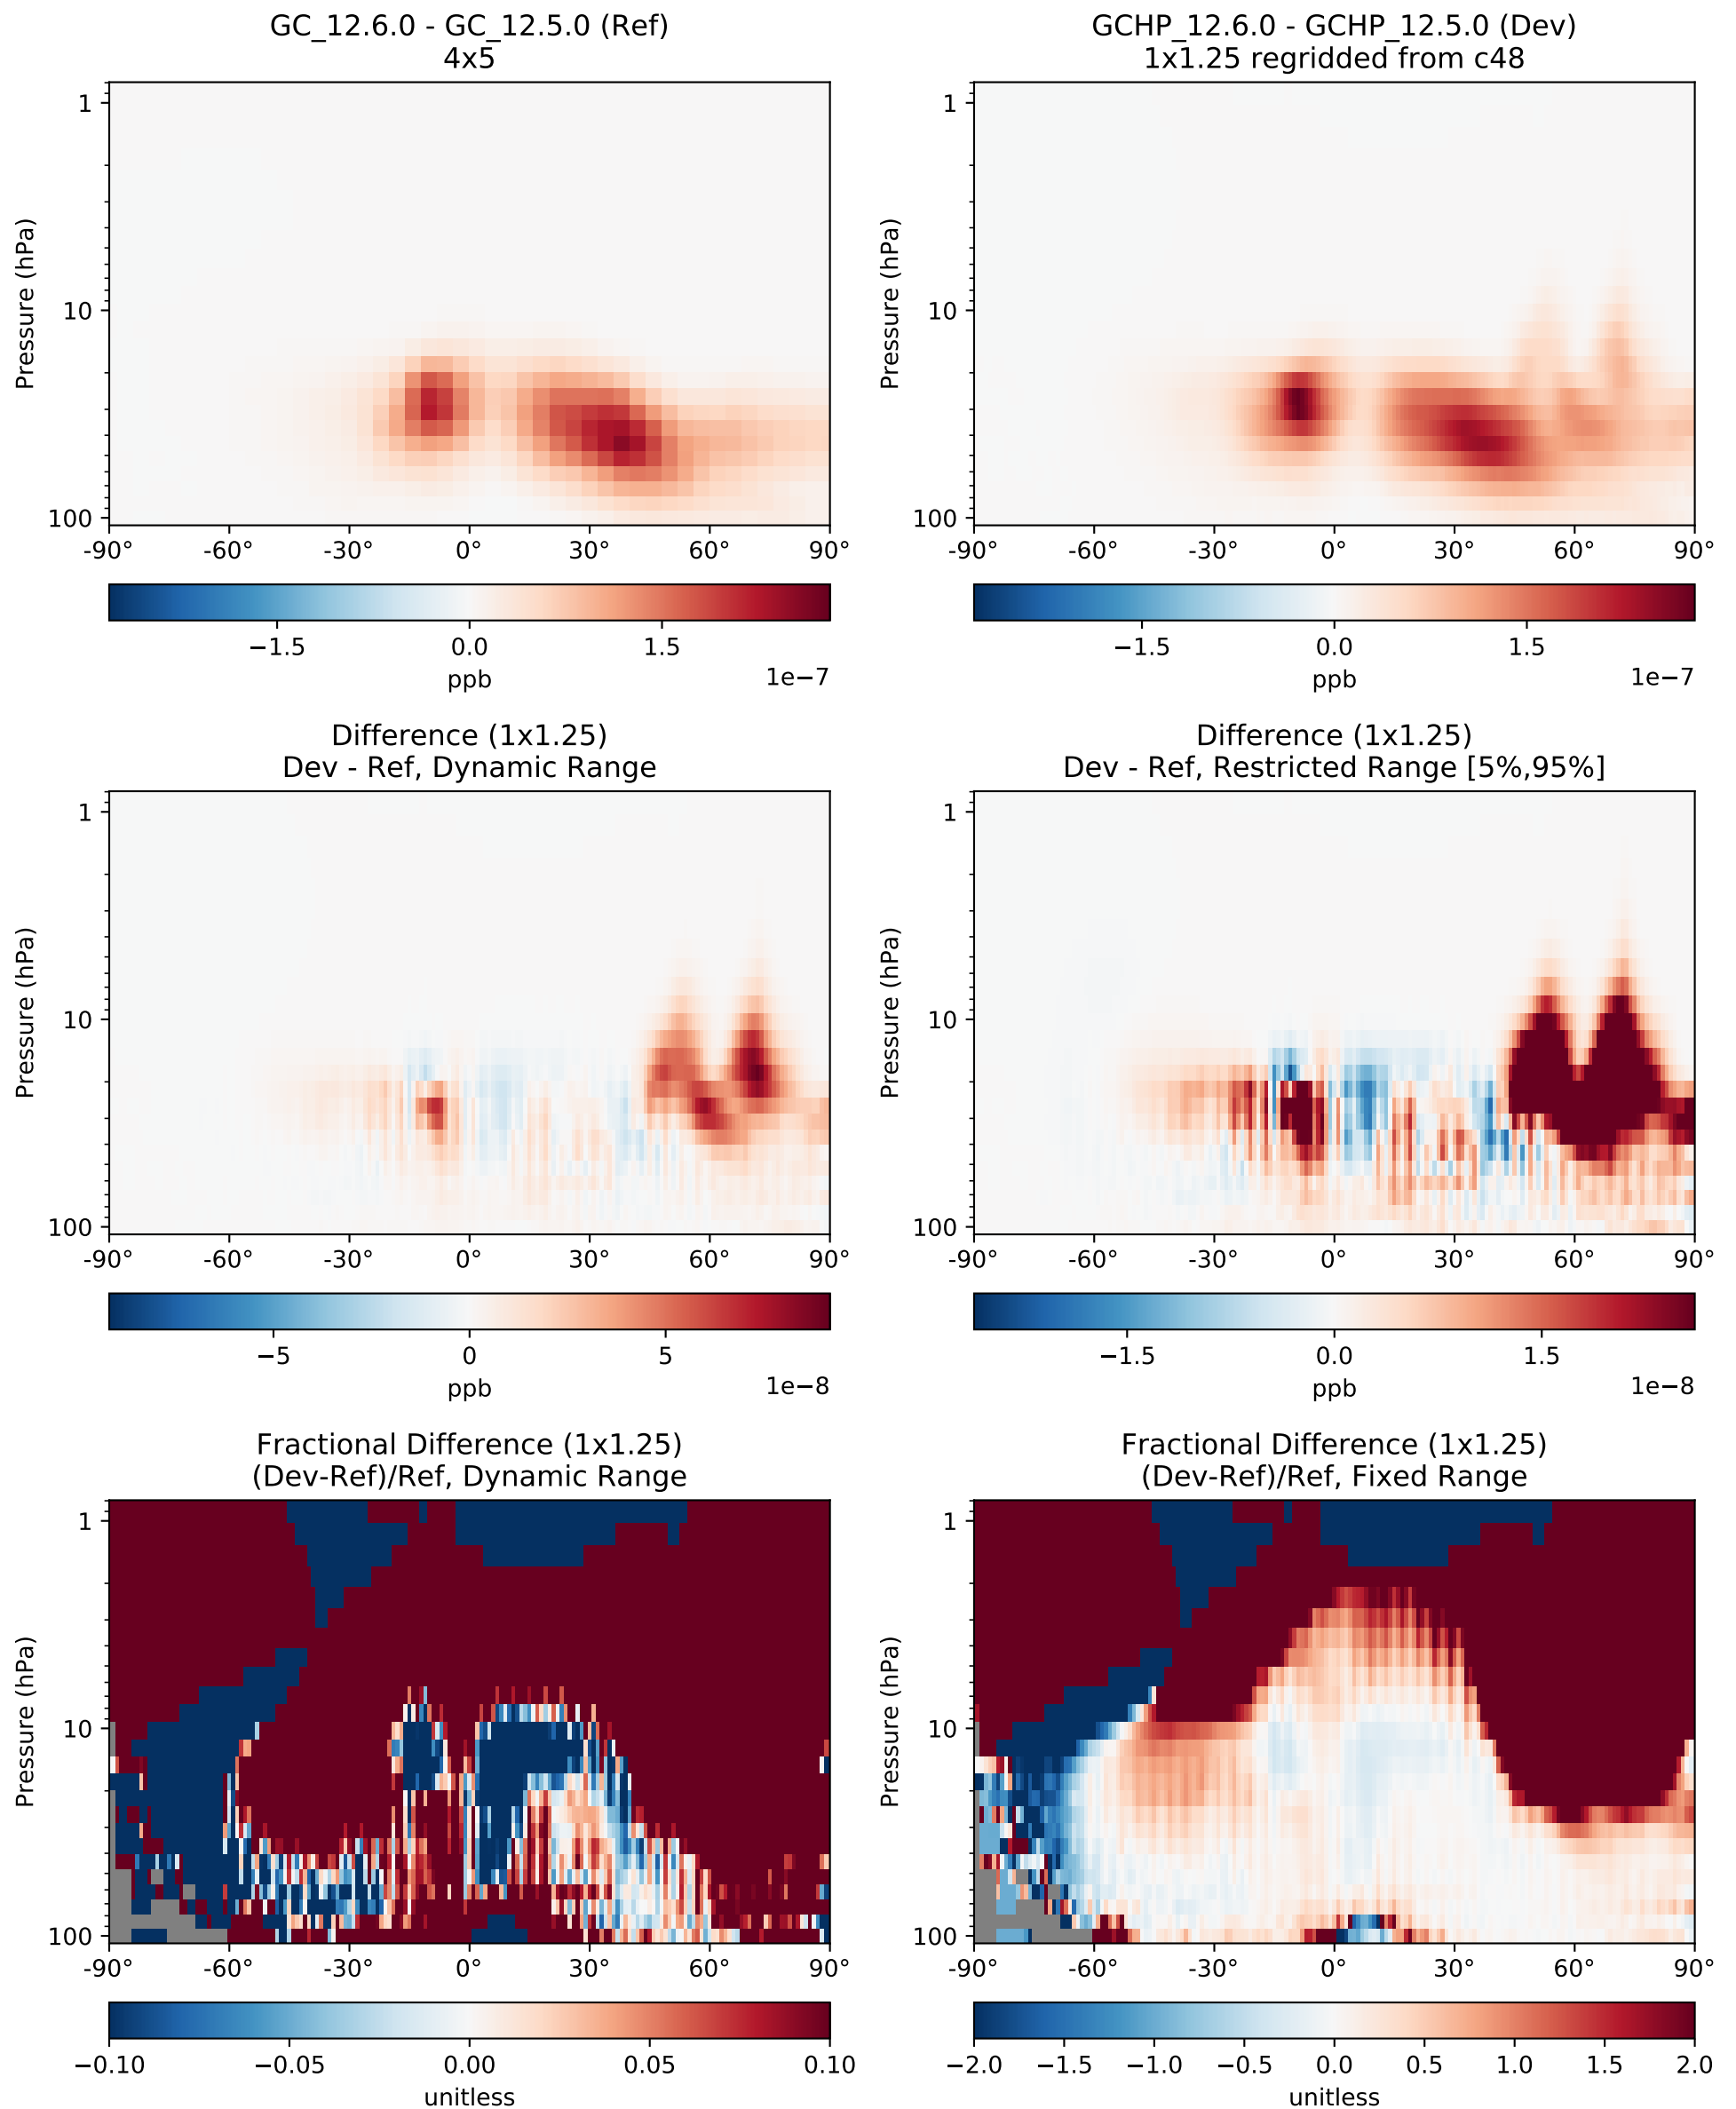 GC_12.6.0 - GC_12.5.0 (Ref)
4x5
Pressure (hPa)
1
10
100
-90° -60° -30° 0° 30° 60° 90°
−1.5 0.0 1.5
1e−7
ppb
GCHP_12.6.0 - GCHP_12.5.0 (Dev)
1x1.25 regridded from c48
Pressure (hPa)
1
10
100
-90° -60° -30° 0° 30° 60° 90°
−1.5 0.0 1.5
1e−7
ppb
Difference (1x1.25)
Dev - Ref, Dynamic Range
Pressure (hPa)
1
10
100
-90° -60° -30° 0° 30° 60° 90°
−5 0 5
1e−8
ppb
Difference (1x1.25)
Dev - Ref, Restricted Range [5%,95%]
Pressure (hPa)
1
10
100
-90° -60° -30° 0° 30° 60° 90°
−1.5 0.0 1.5
1e−8
ppb
Fractional Difference (1x1.25)
(Dev-Ref)/Ref, Dynamic Range
Pressure (hPa)
1
10
100
-90° -60° -30° 0° 30° 60° 90°
−0.10 −0.05 0.00 0.05 0.10
unitless
Fractional Difference (1x1.25)
(Dev-Ref)/Ref, Fixed Range
Pressure (hPa)
1
10
100
-90° -60° -30° 0° 30° 60° 90°
−2.0 −1.5 −1.0 −0.5 0.0 0.5 1.0 1.5 2.0
unitless